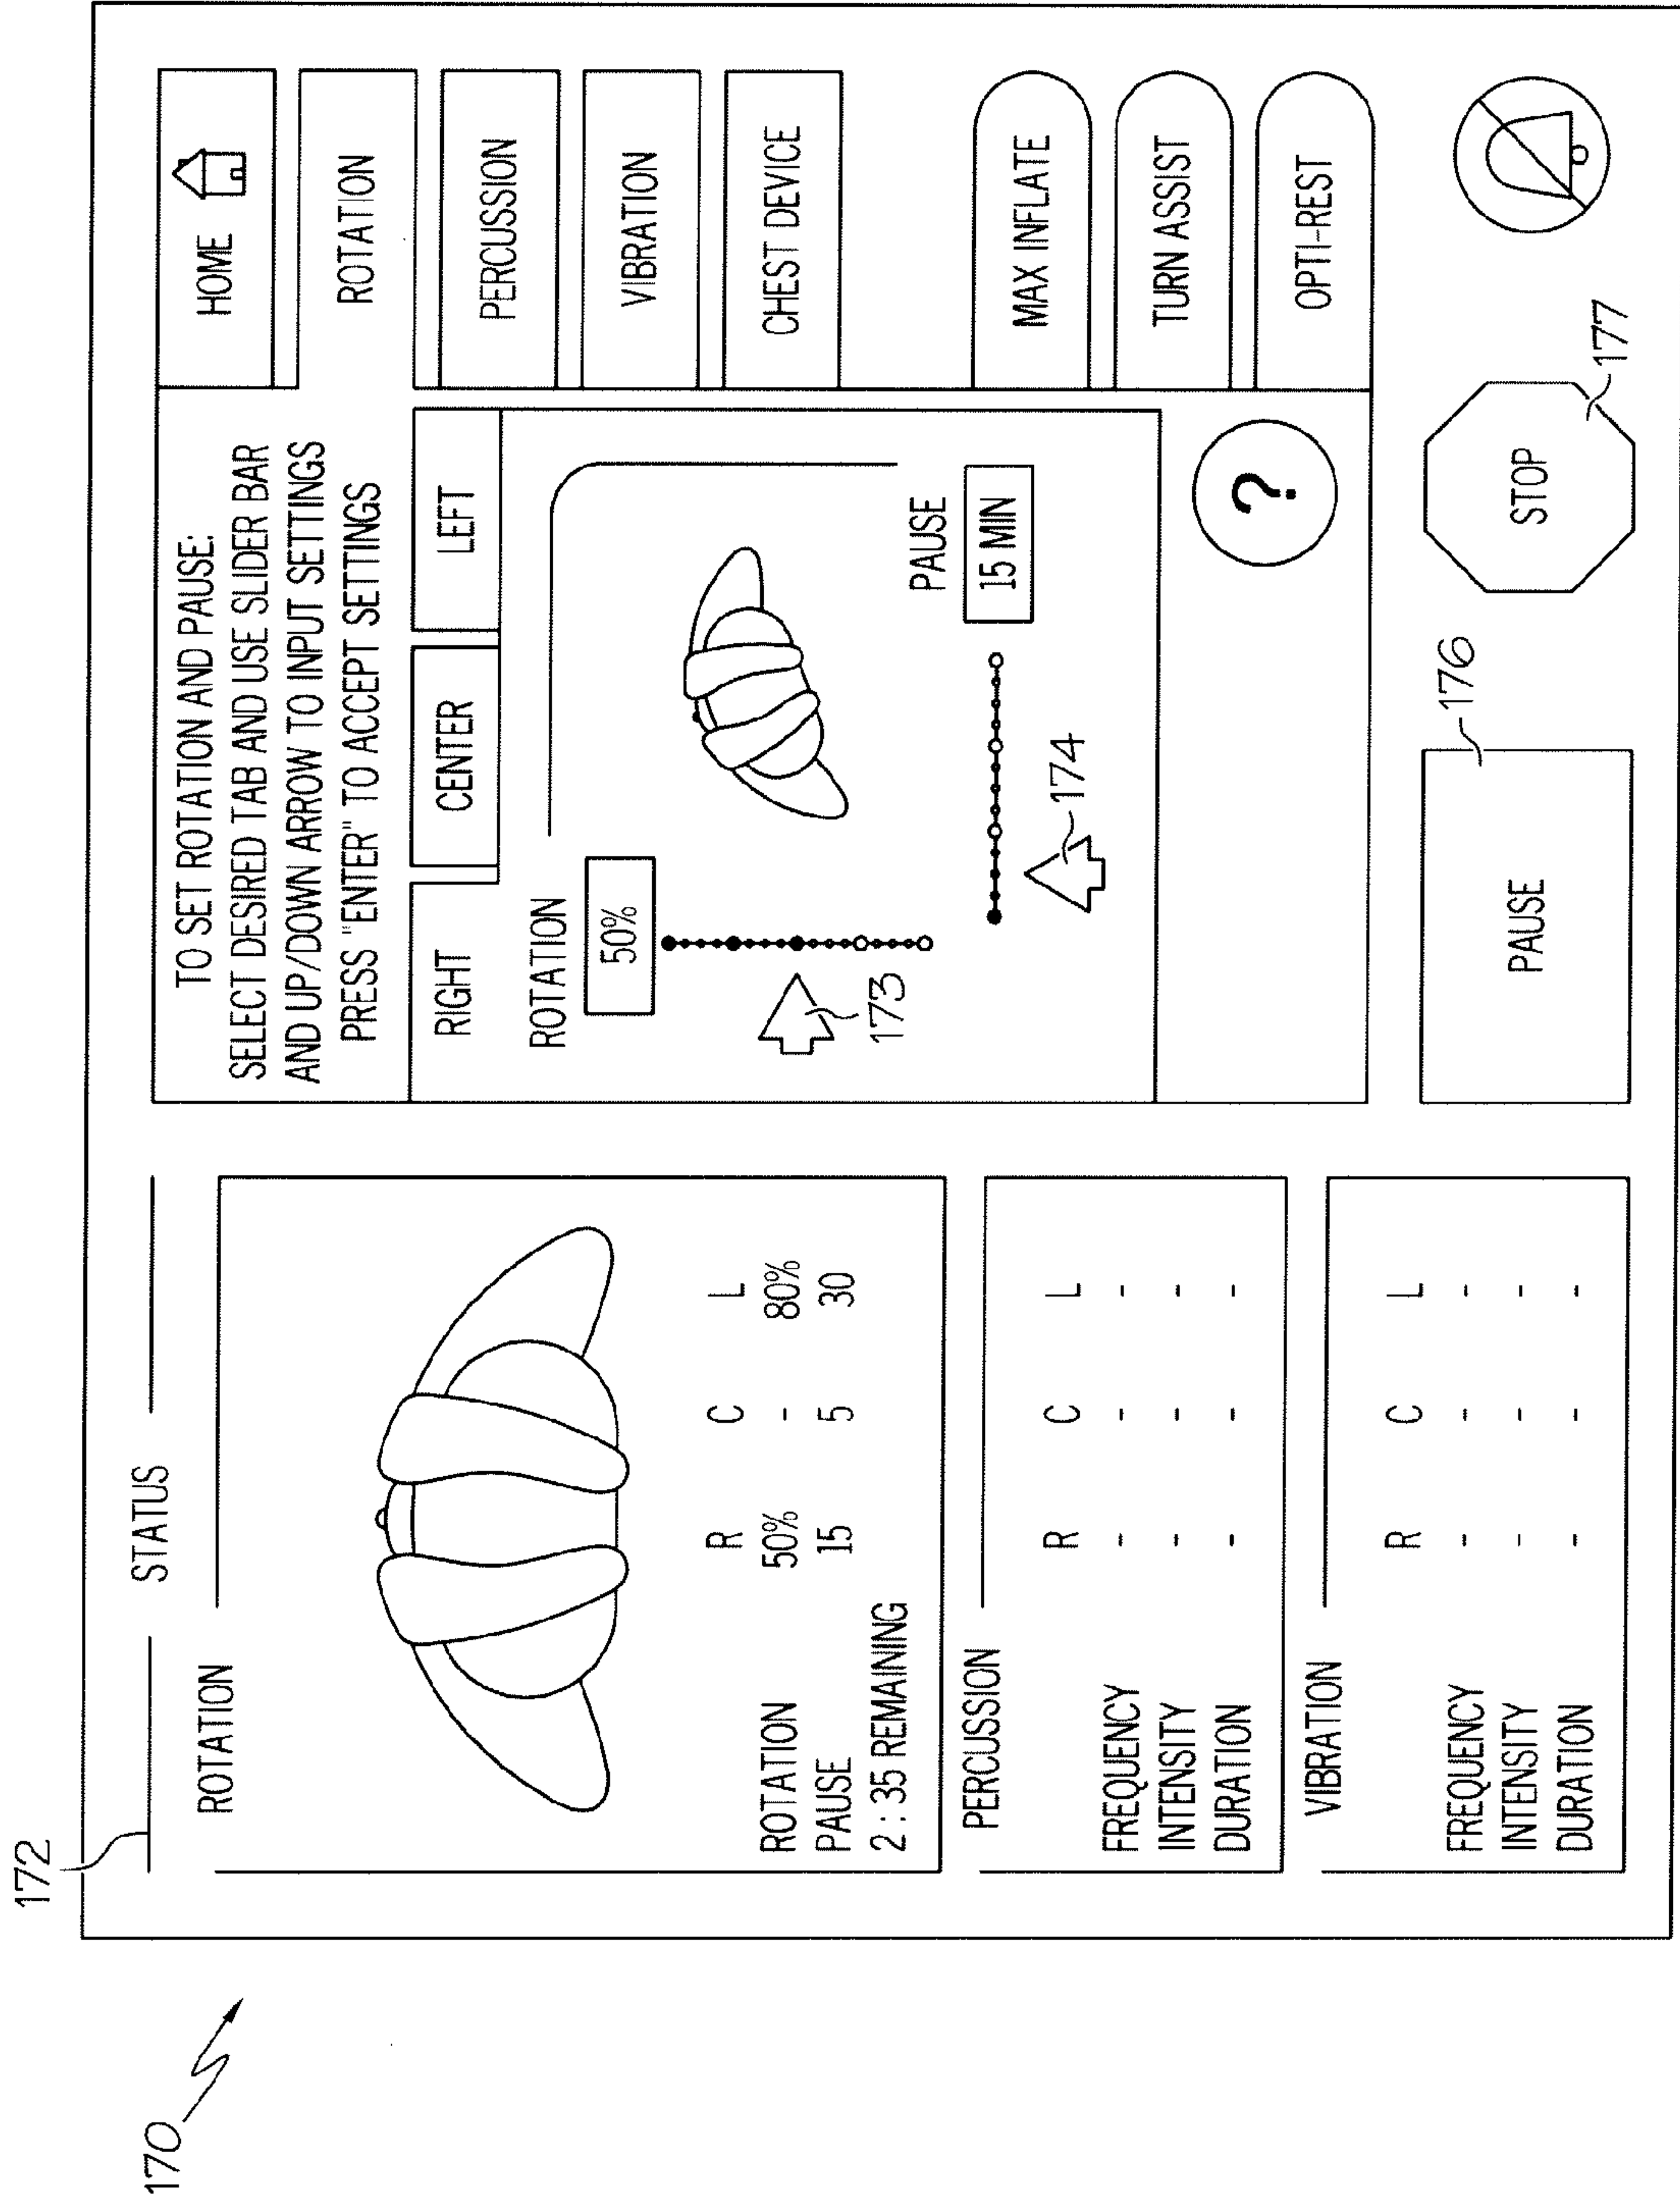 170
172
STATUS
ROTATION
R C L
ROTATION 50% - 80%
PAUSE 15 5 30
2 : 35 REMAINING
PERCUSSION
R C L
FREQUENCY - - -
INTENSITY - - -
DURATION - - -
VIBRATION
R C L
FREQUENCY - - -
INTENSITY - - -
DURATION - - -
TO SET ROTATION AND PAUSE:
SELECT DESIRED TAB AND USE SLIDER BAR
AND UP/DOWN ARROW TO INPUT SETTINGS
PRESS "ENTER" TO ACCEPT SETTINGS
RIGHT CENTER LEFT
ROTATION
50%
173
PAUSE
15 MIN
174
?
HOME
ROTATION
PERCUSSION
VIBRATION
CHEST DEVICE
MAX INFLATE
TURN ASSIST
OPTI-REST
PAUSE
176
STOP
177